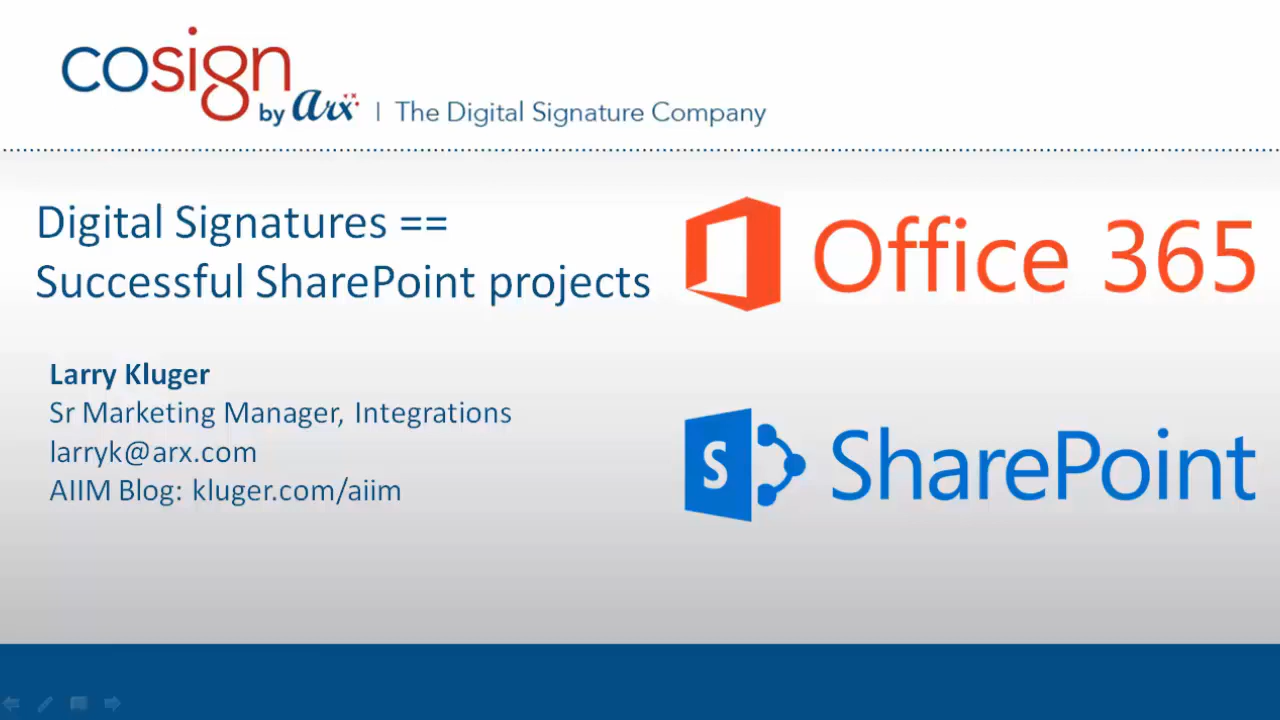 cosign
by arx | The Digital Signature Company
Digital Signatures ==
Successful SharePoint projects
Office 365
Larry Kluger
Sr Marketing Manager, Integrations
larryk@arx.com
AIIM Blog: kluger.com/aiim
S SharePoint